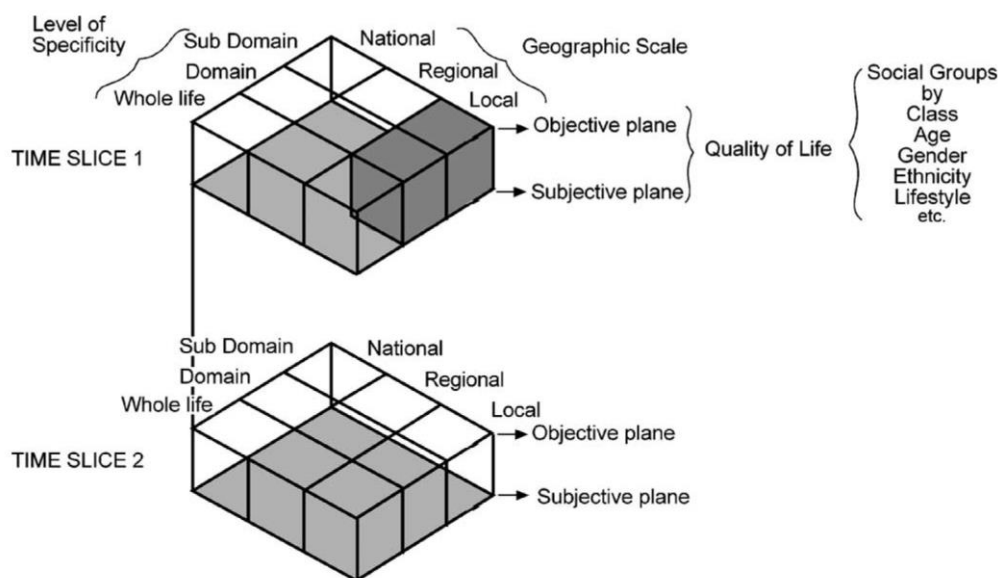 Level of
Specificity
Sub Domain
Domain
Whole life
National
Regional
Local
Geographic Scale
TIME SLICE 1
Objective plane
Subjective plane
Quality of Life
Social Groups
by
Class
Age
Gender
Ethnicity
Lifestyle
etc.
Sub Domain
Domain
Whole life
National
Regional
Local
TIME SLICE 2
Objective plane
Subjective plane